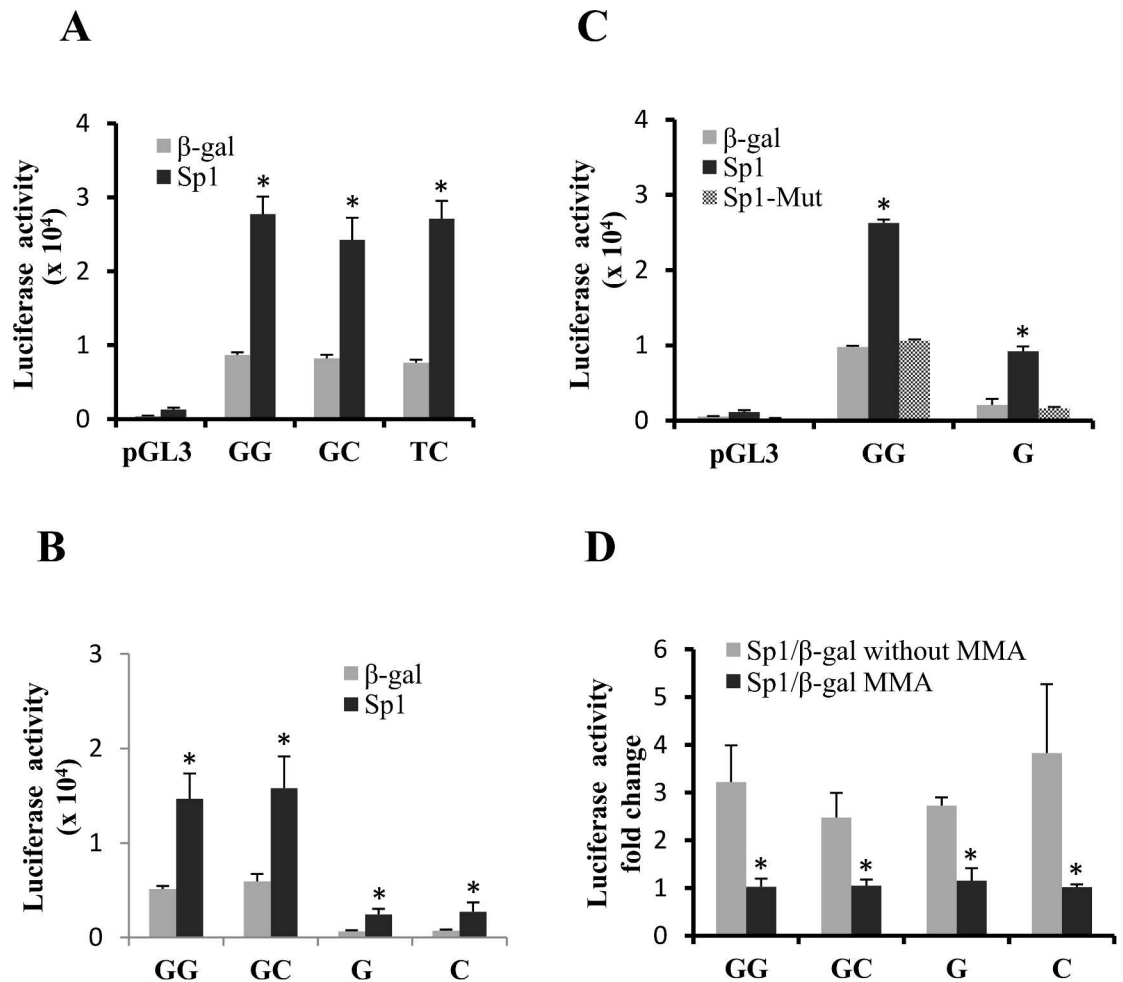 A
Luciferase activity
(x 10⁴)
4
3
2
1
0
β-gal
Sp1
* * *
pGL3 GG GC TC
C
Luciferase activity
(x 10⁴)
4
3
2
1
0
β-gal
Sp1
Sp1-Mut
* *
pGL3 GG G
B
Luciferase activity
(x 10⁴)
3
2
1
0
β-gal
Sp1
* * * *
GG GC G C
D
Luciferase activity
fold change
6
5
4
3
2
1
0
Sp1/β-gal without MMA
Sp1/β-gal MMA
* * * *
GG GC G C